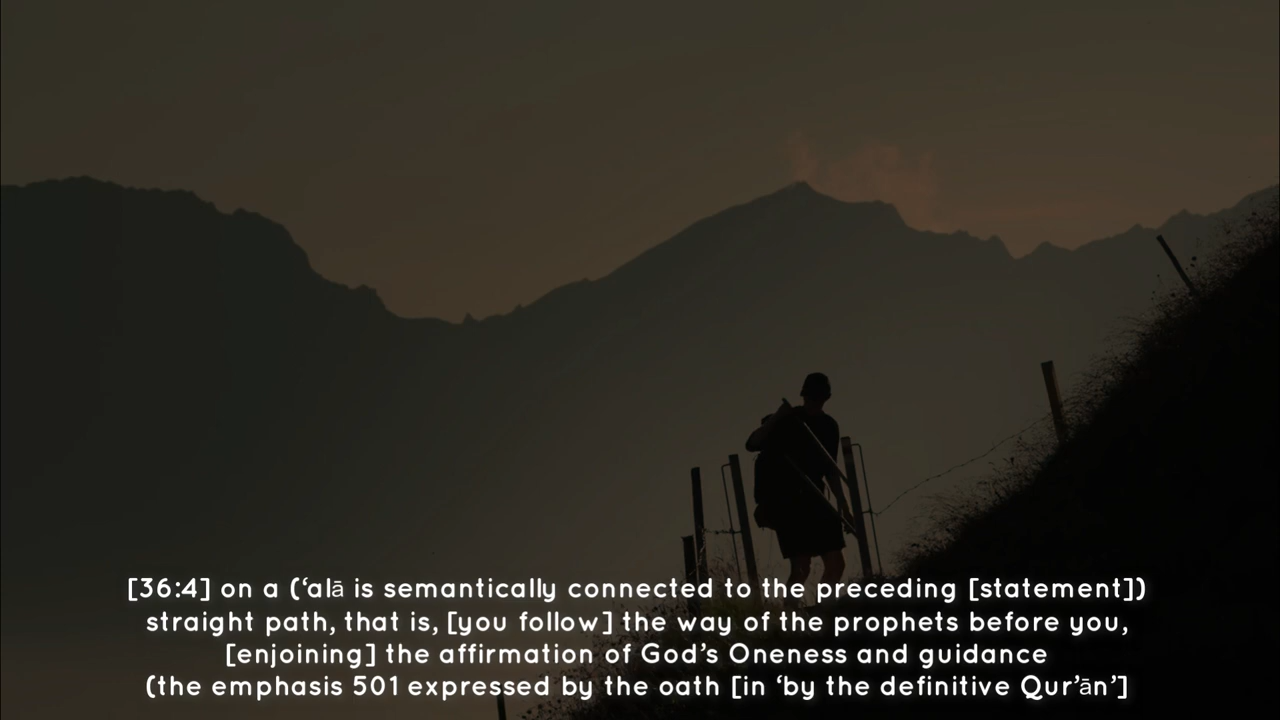 [36:4] on a (‘alā is semantically connected to the preceding [statement])
straight path, that is, [you follow] the way of the prophets before you,
[enjoining] the affirmation of God’s Oneness and guidance
(the emphasis 501 expressed by the oath [in ‘by the definitive Qur’ān’]